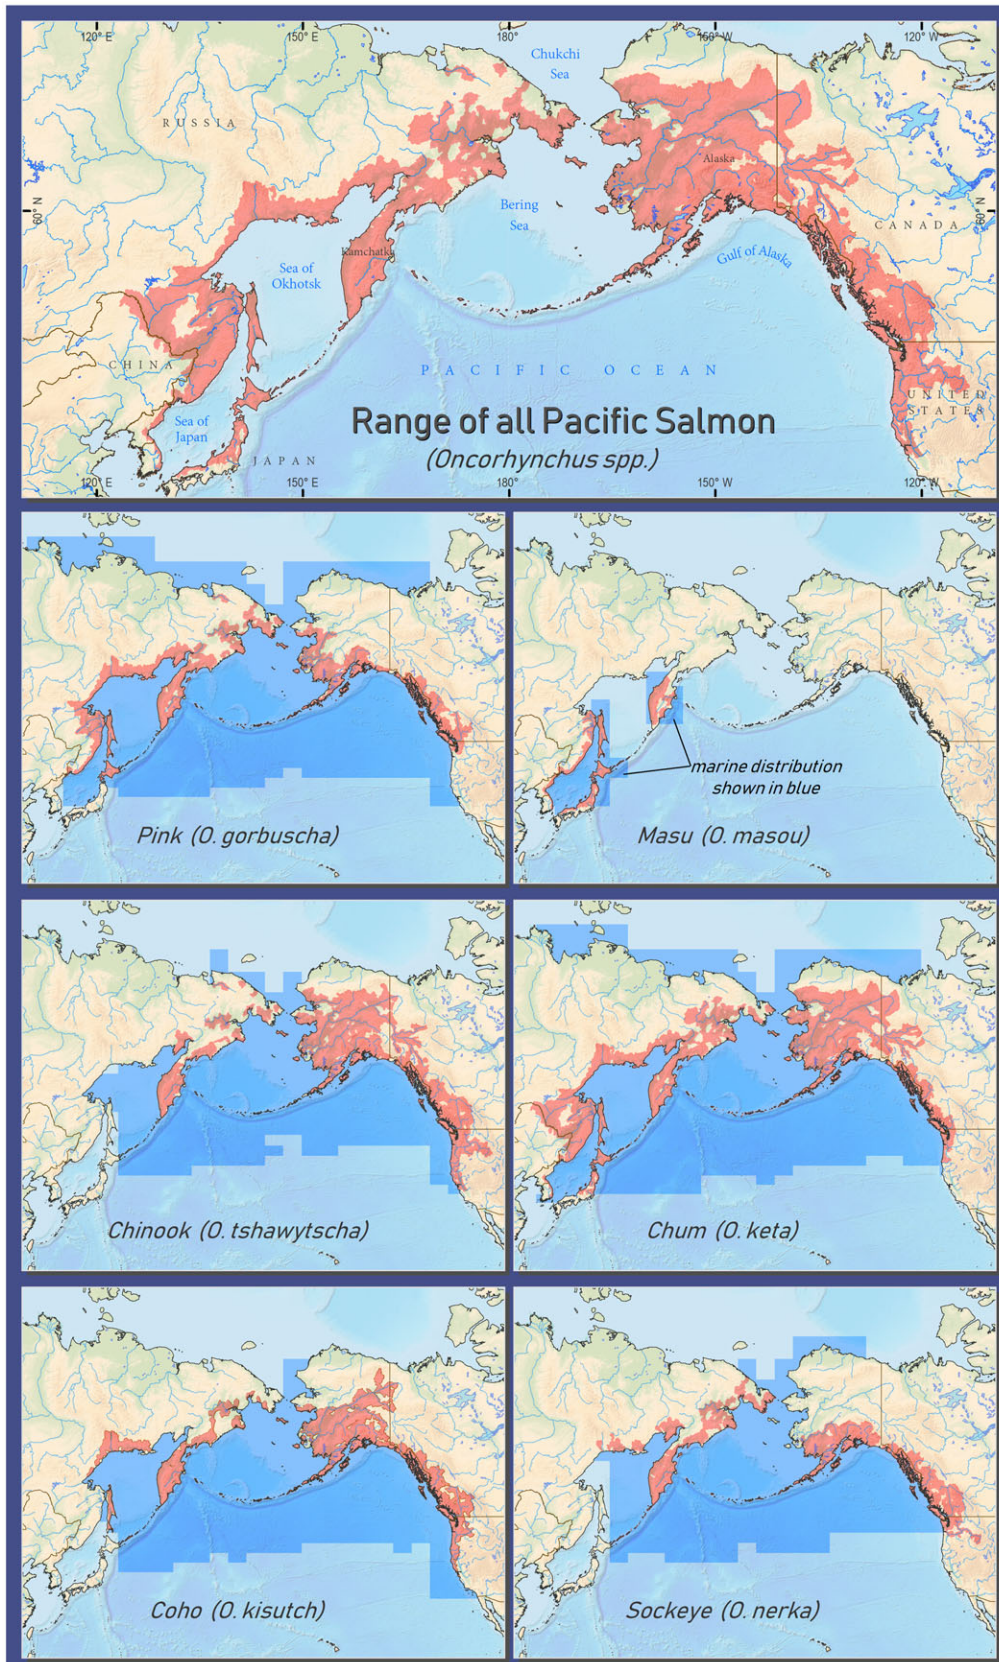 120° E
150° E
180°
150° W
120° W
Chukchi
Sea
RUSSIA
Alaska
60° N
60° N
Bering
Sea
CANADA
Kamchatka
Gulf of Alaska
Sea of
Okhotsk
CHINA
PACIFIC OCEAN
UNITED
STATES
Sea of
Japan
Range of all Pacific Salmon
(Oncorhynchus spp.)
JAPAN
120° E
150° E
180°
150° W
120° W
marine distribution
shown in blue
Pink (O. gorbuscha)
Masu (O. masou)
Chinook (O. tshawytscha)
Chum (O. keta)
Coho (O. kisutch)
Sockeye (O. nerka)